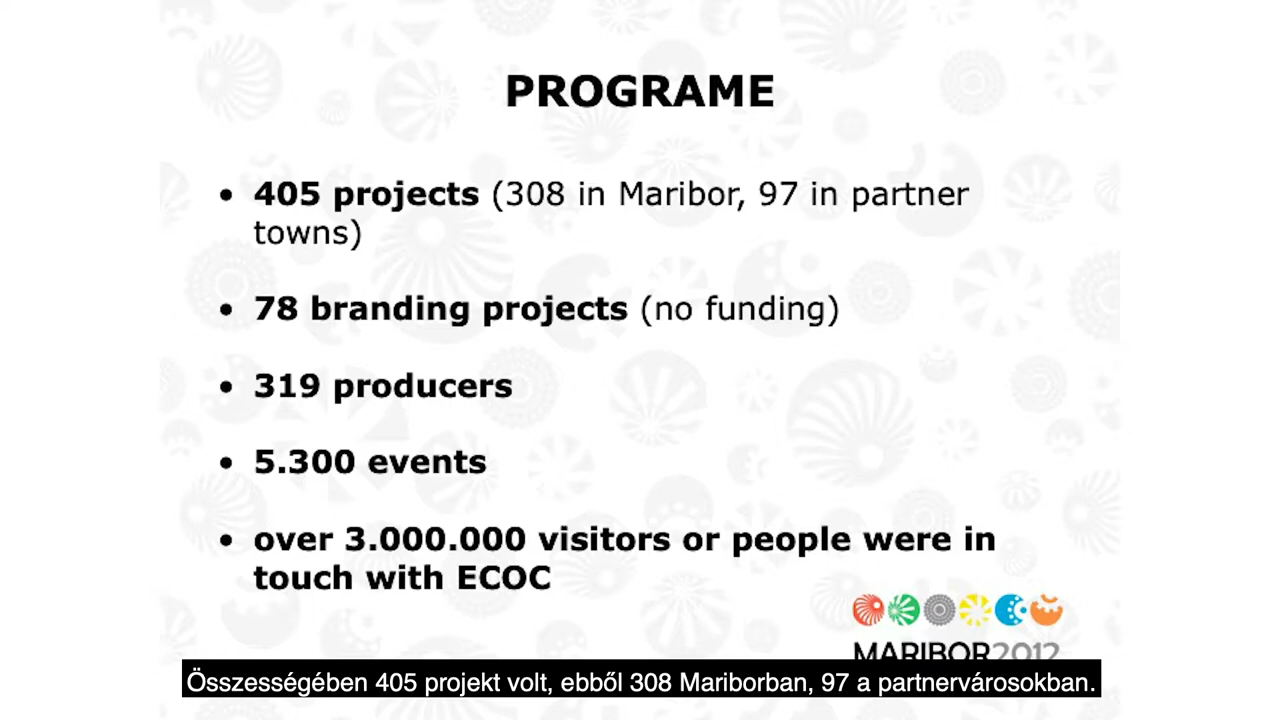 PROGRAME
• 405 projects (308 in Maribor, 97 in partner
towns)
• 78 branding projects (no funding)
• 319 producers
• 5.300 events
• over 3.000.000 visitors or people were in
touch with ECOC
MARIBOR2012
Összességében 405 projekt volt, ebből 308 Mariborban, 97 a partnervárosokban.